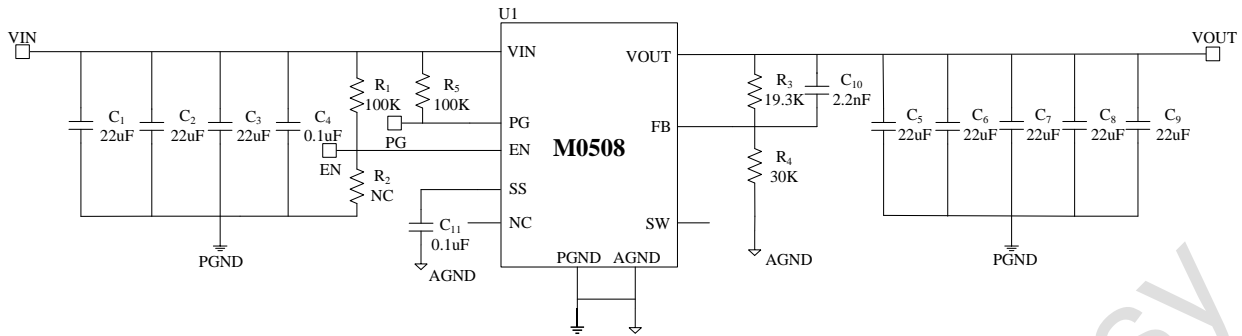 U1
VIN
VOUT
VIN
VOUT
R1
100K
R5
100K
R3
19.3K
C10
2.2nF
C1
22uF
C2
22uF
C3
22uF
C4
0.1uF
PG
PG
FB
C5
22uF
C6
22uF
C7
22uF
C8
22uF
C9
22uF
M0508
EN
EN
R4
30K
R2
NC
SS
NC
SW
C11
0.1uF
PGND
AGND
PGND
AGND
AGND
PGND
sy